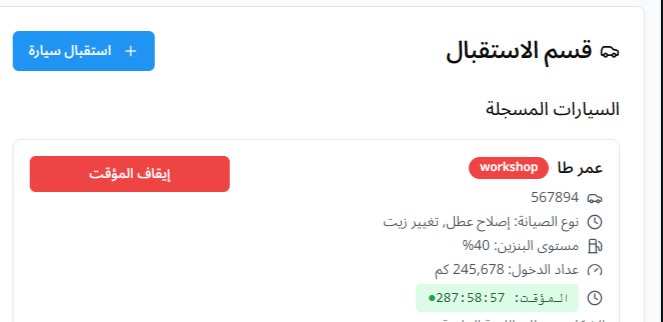 قسم الاستقبال
استقبال سيارة +
السيارات المسجلة
عمر طا workshop
إيقاف المؤقت
567894
نوع الصيانة: إصلاح عطل, تغيير زيت
مستوى البنزين: 40%
عداد الدخول: 245,678 كم
المؤقت: 287:58:57